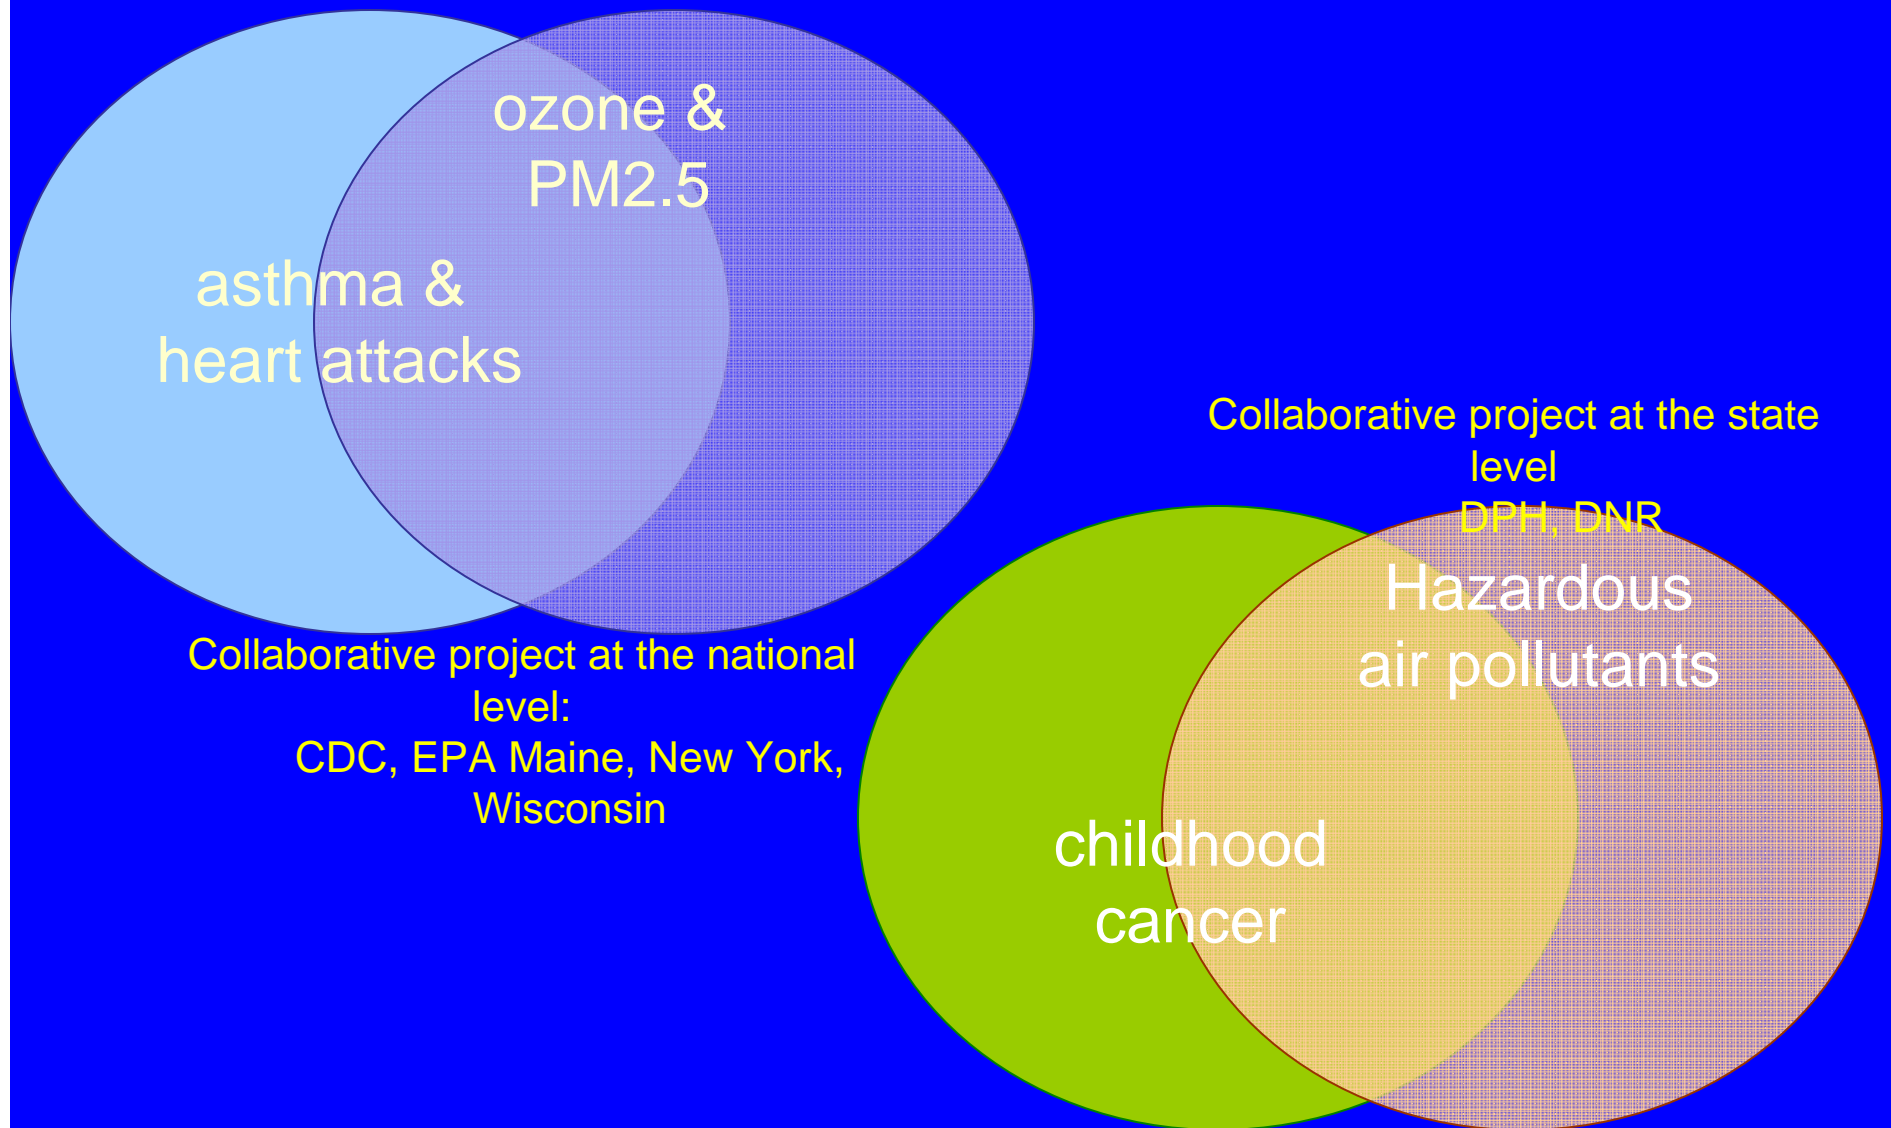 ozone &
PM2.5
asthma &
heart attacks
Collaborative project at the national
level:
CDC, EPA Maine, New York,
Wisconsin
Collaborative project at the state
level
DPH, DNR
Hazardous
air pollutants
childhood
cancer